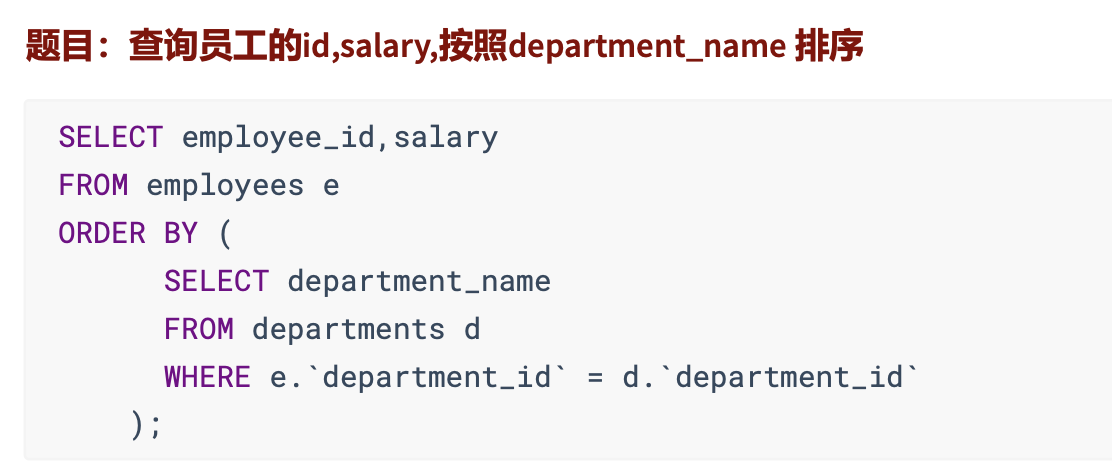 题目：查询员工的id,salary,按照department_name 排序
SELECT employee_id,salary
FROM employees e
ORDER BY (
SELECT department_name
FROM departments d
WHERE e.`department_id` = d.`department_id`
);